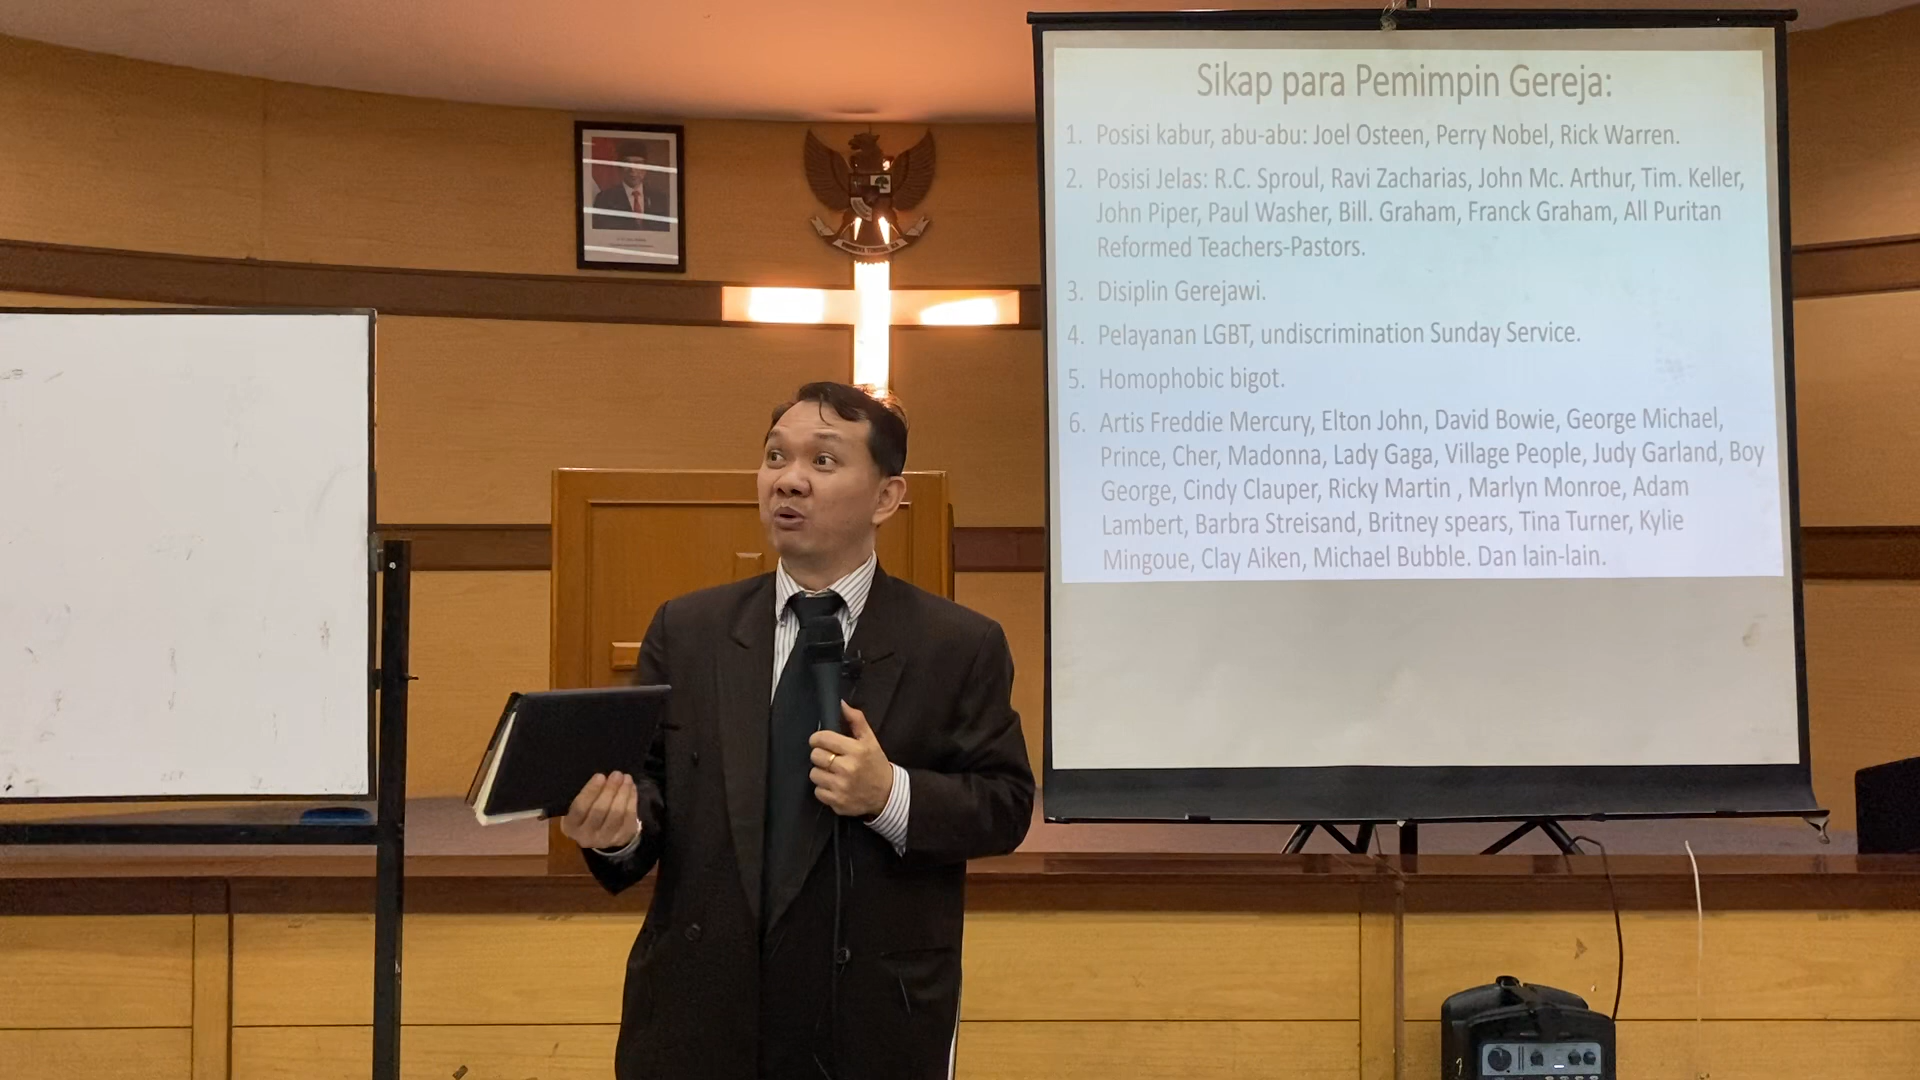 Sikap para Pemimpin Gereja:
1. Posisi kabur, abu-abu: Joel Osteen, Perry Nobel, Rick Warren.
2. Posisi Jelas: R.C. Sproul, Ravi Zacharias, John Mc. Arthur, Tim. Keller,
John Piper, Paul Washer, Bill. Graham, Franck Graham, All Puritan
Reformed Teachers-Pastors.
3. Disiplin Gerejawi.
4. Pelayanan LGBT, undiscrimination Sunday Service.
5. Homophobic bigot.
6. Artis Freddie Mercury, Elton John, David Bowie, George Michael,
Prince, Cher, Madonna, Lady Gaga, Village People, Judy Garland, Boy
George, Cindy Clauper, Ricky Martin , Marlyn Monroe, Adam
Lambert, Barbra Streisand, Britney spears, Tina Turner, Kylie
Mingoue, Clay Aiken, Michael Bubble. Dan lain-lain.